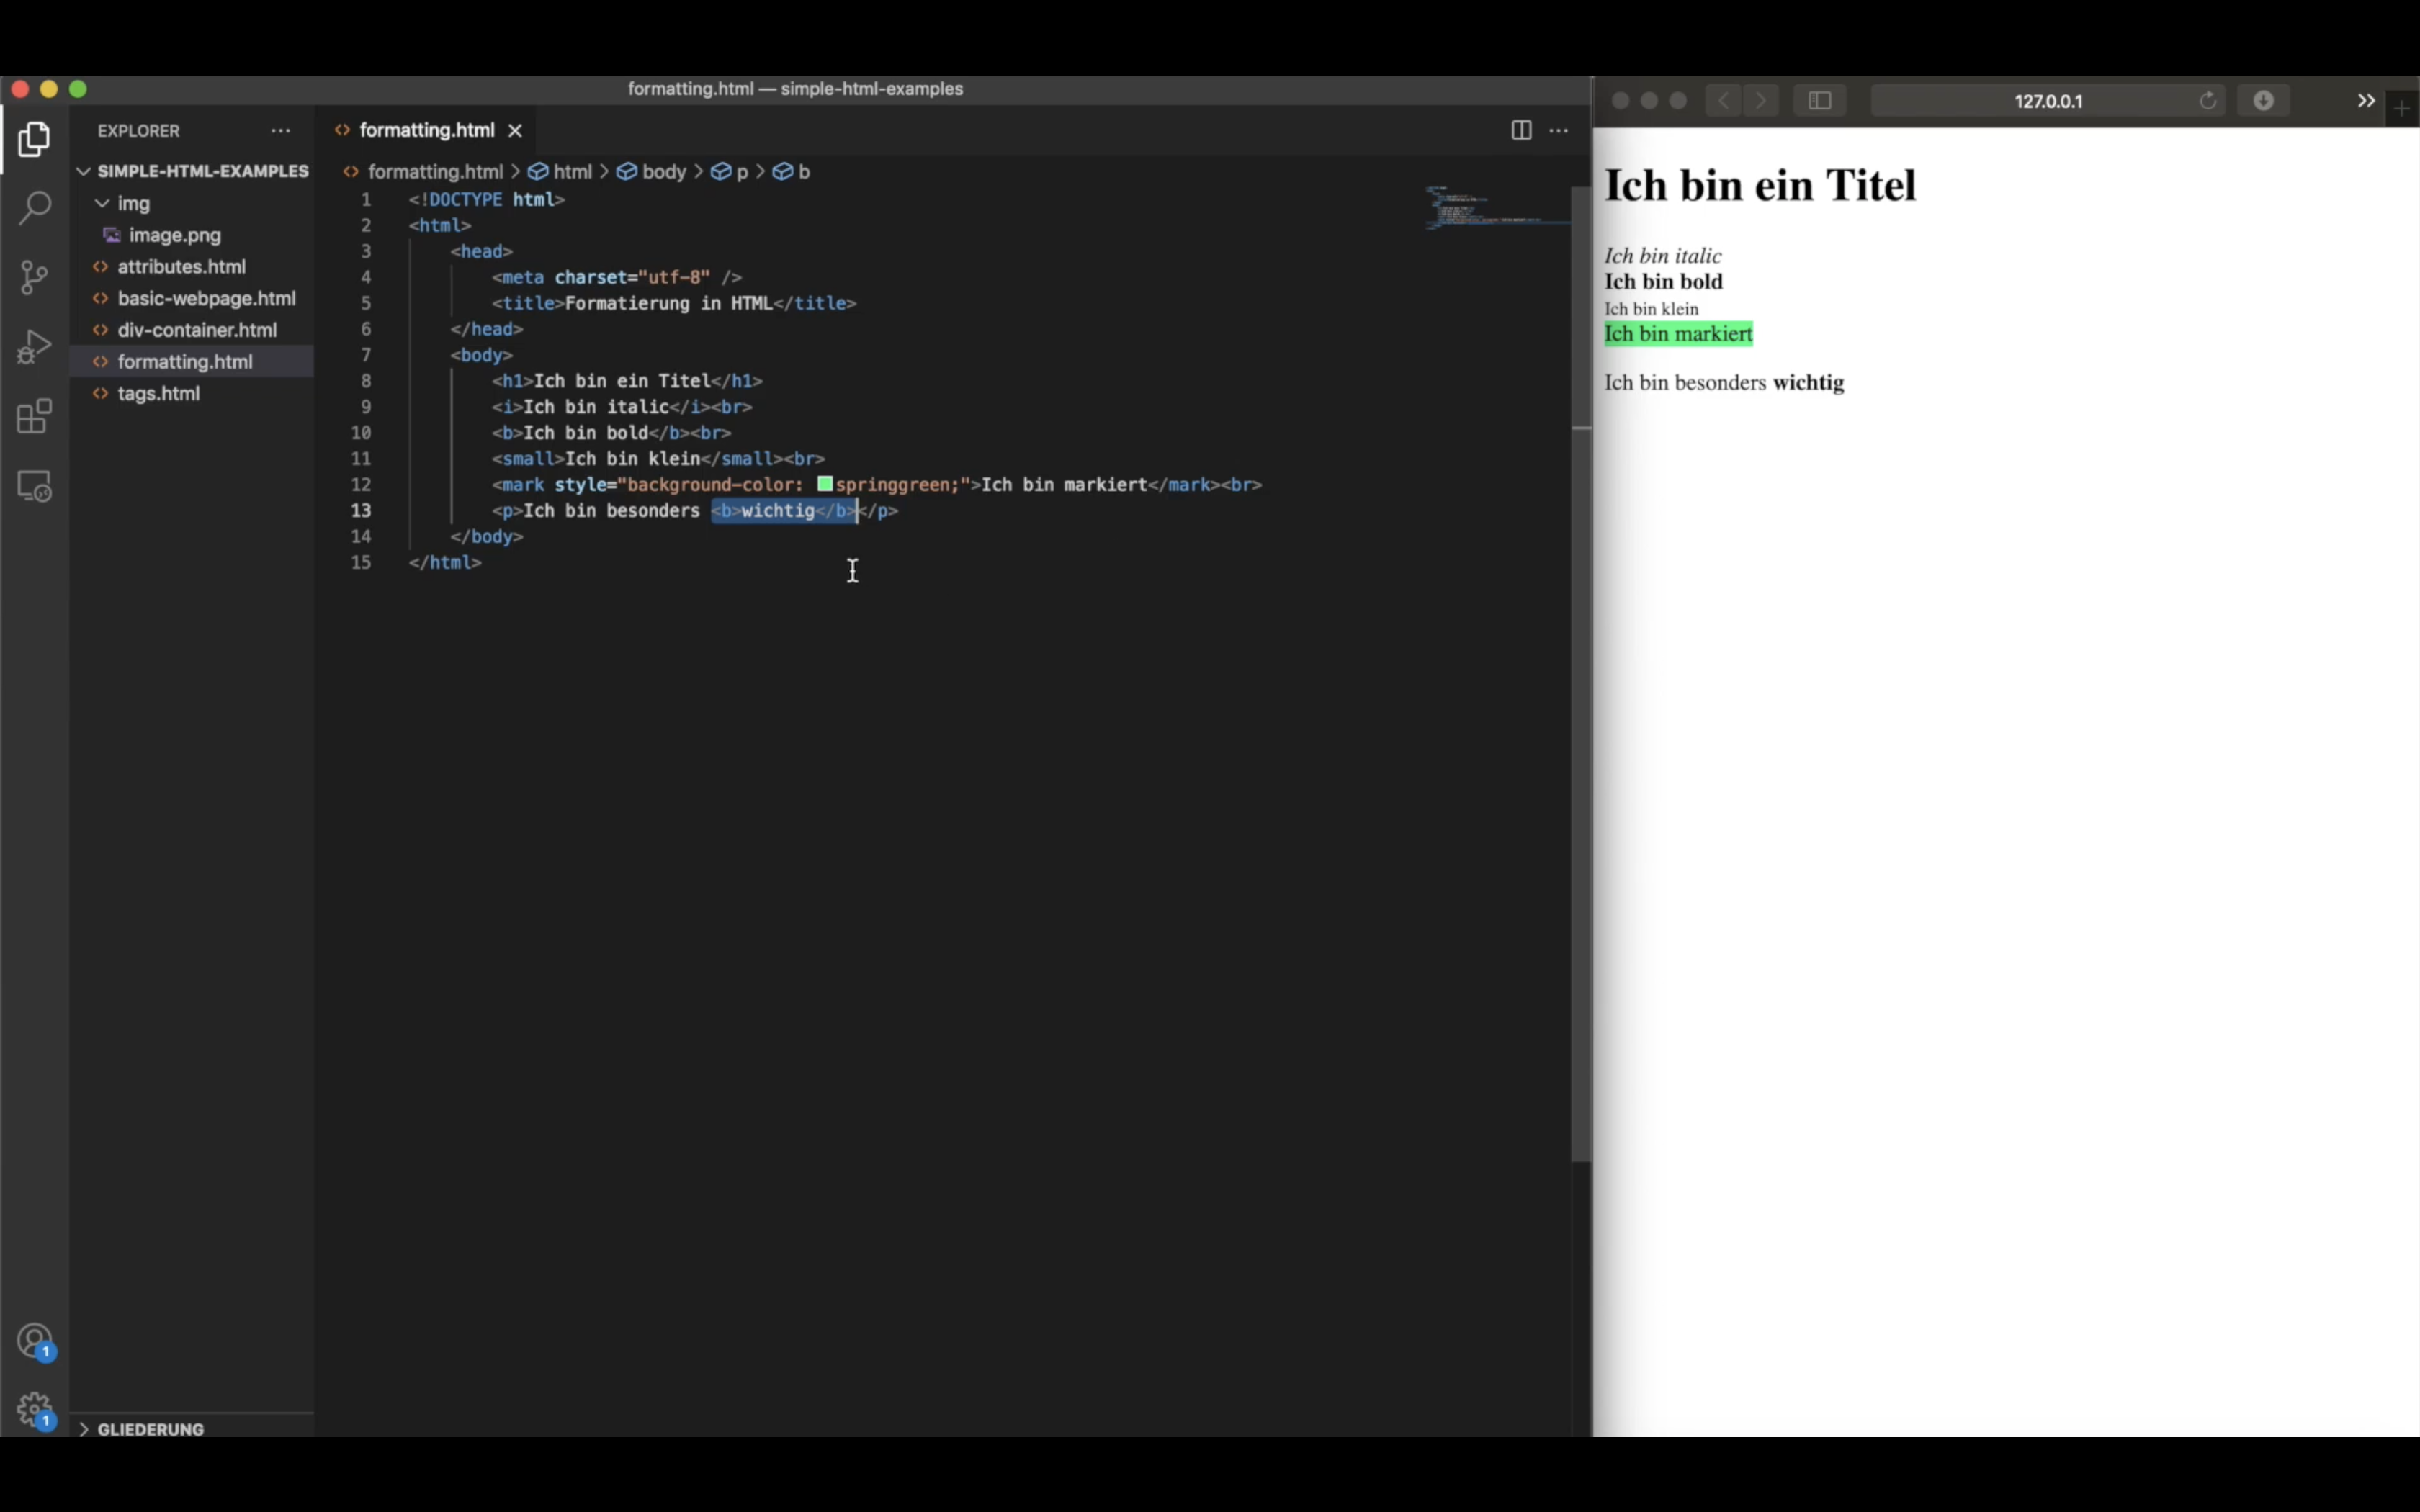 formatting.html — simple-html-examples
127.0.0.1
EXPLORER
formatting.html
SIMPLE-HTML-EXAMPLES
img
image.png
attributes.html
basic-webpage.html
div-container.html
formatting.html
tags.html
GLIEDERUNG
1
1
formatting.html > html > body > p > b
1 <!DOCTYPE html>
2 <html>
3 <head>
4 <meta charset="utf-8" />
5 <title>Formatierung in HTML</title>
6 </head>
7 <body>
8 <h1>Ich bin ein Titel</h1>
9 <i>Ich bin italic</i><br>
10 <b>Ich bin bold</b><br>
11 <small>Ich bin klein</small><br>
12 <mark style="background-color: springgreen;">Ich bin markiert</mark><br>
13 <p>Ich bin besonders <b>wichtig</b></p>
14 </body>
15 </html>
Ich bin ein Titel
Ich bin italic
Ich bin bold
Ich bin klein
Ich bin markiert
Ich bin besonders wichtig